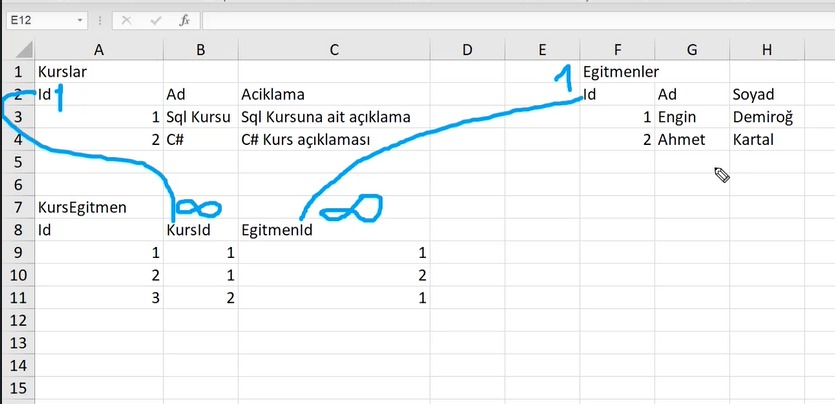 E12 fx
A B C D E F G H
1 Kurslar 1 Egitmenler
2 Id 1 Ad Aciklama Id Ad Soyad
3 1 Sql Kursu Sql Kursuna ait açıklama 1 Engin Demiroğ
4 2 C# C# Kurs açıklaması 2 Ahmet Kartal
5
6
7 KursEgitmen ∞ ∞
8 Id KursId EgitmenId
9 1 1 1
10 2 1 2
11 3 2 1
12
13
14
15